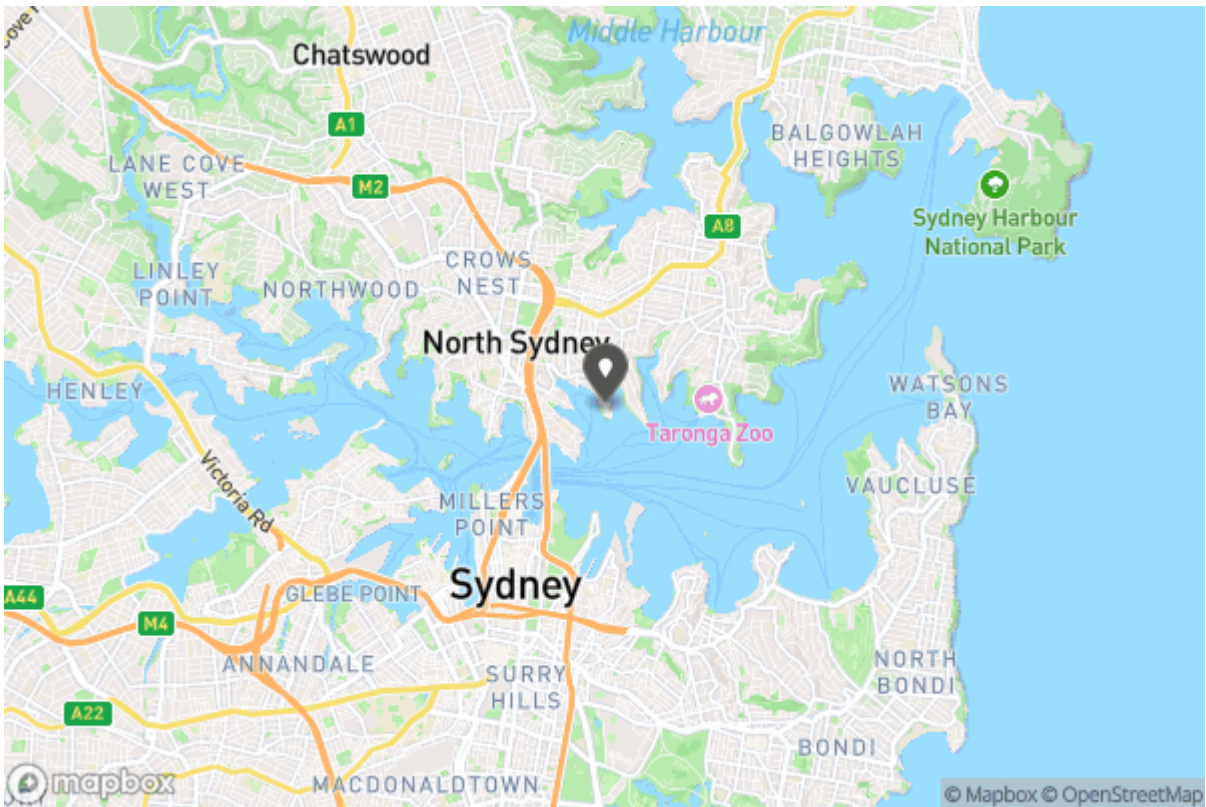 Cove
Middle Harbour
Chatswood
A1
BALGOWLAH
HEIGHTS
LANE COVE
WEST
M2
Sydney Harbour
National Park
A8
CROWS
NEST
LINLEY
POINT
NORTHWOOD
North Sydney
HENLEY
WATSONS
BAY
Taronga Zoo
Victoria Rd
VAUCLUSE
MILLERS
POINT
Sydney
GLEBE POINT
A44
M4
ANNANDALE
SURRY
HILLS
NORTH
BONDI
A22
BONDI
MACDONALDTOWN
mapbox
© Mapbox © OpenStreetMap